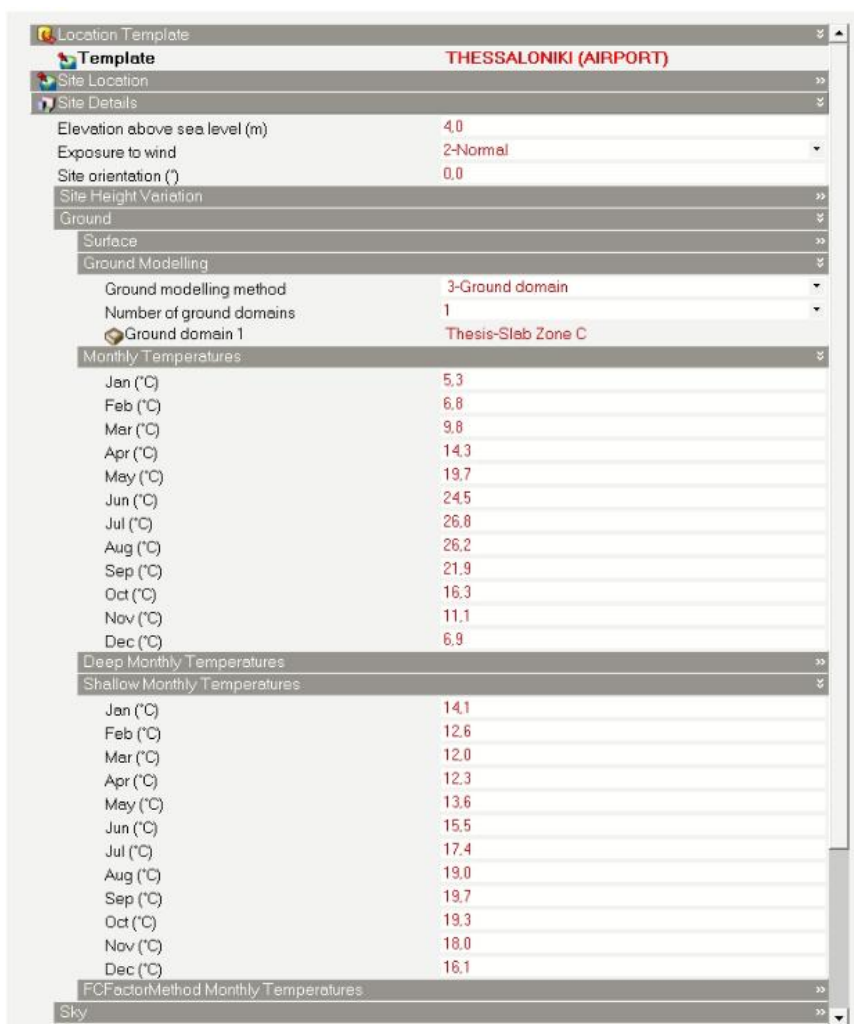 Location Template
Template THESSALONIKI (AIRPORT)
Site Location
Site Details
Elevation above sea level (m) 4,0
Exposure to wind 2-Normal
Site orientation (°) 0,0
Site Height Variation
Ground
Surface
Ground Modelling
Ground modelling method 3-Ground domain
Number of ground domains 1
Ground domain 1 Thesis-Slab Zone C
Monthly Temperatures
Jan (°C) 5,3
Feb (°C) 6,8
Mar (°C) 9,8
Apr (°C) 14,3
May (°C) 19,7
Jun (°C) 24,5
Jul (°C) 26,8
Aug (°C) 26,2
Sep (°C) 21,9
Oct (°C) 16,3
Nov (°C) 11,1
Dec (°C) 6,9
Deep Monthly Temperatures
Shallow Monthly Temperatures
Jan (°C) 14,1
Feb (°C) 12,6
Mar (°C) 12,0
Apr (°C) 12,3
May (°C) 13,6
Jun (°C) 15,5
Jul (°C) 17,4
Aug (°C) 19,0
Sep (°C) 19,7
Oct (°C) 19,3
Nov (°C) 18,0
Dec (°C) 16,1
FCFactorMethod Monthly Temperatures
Sky